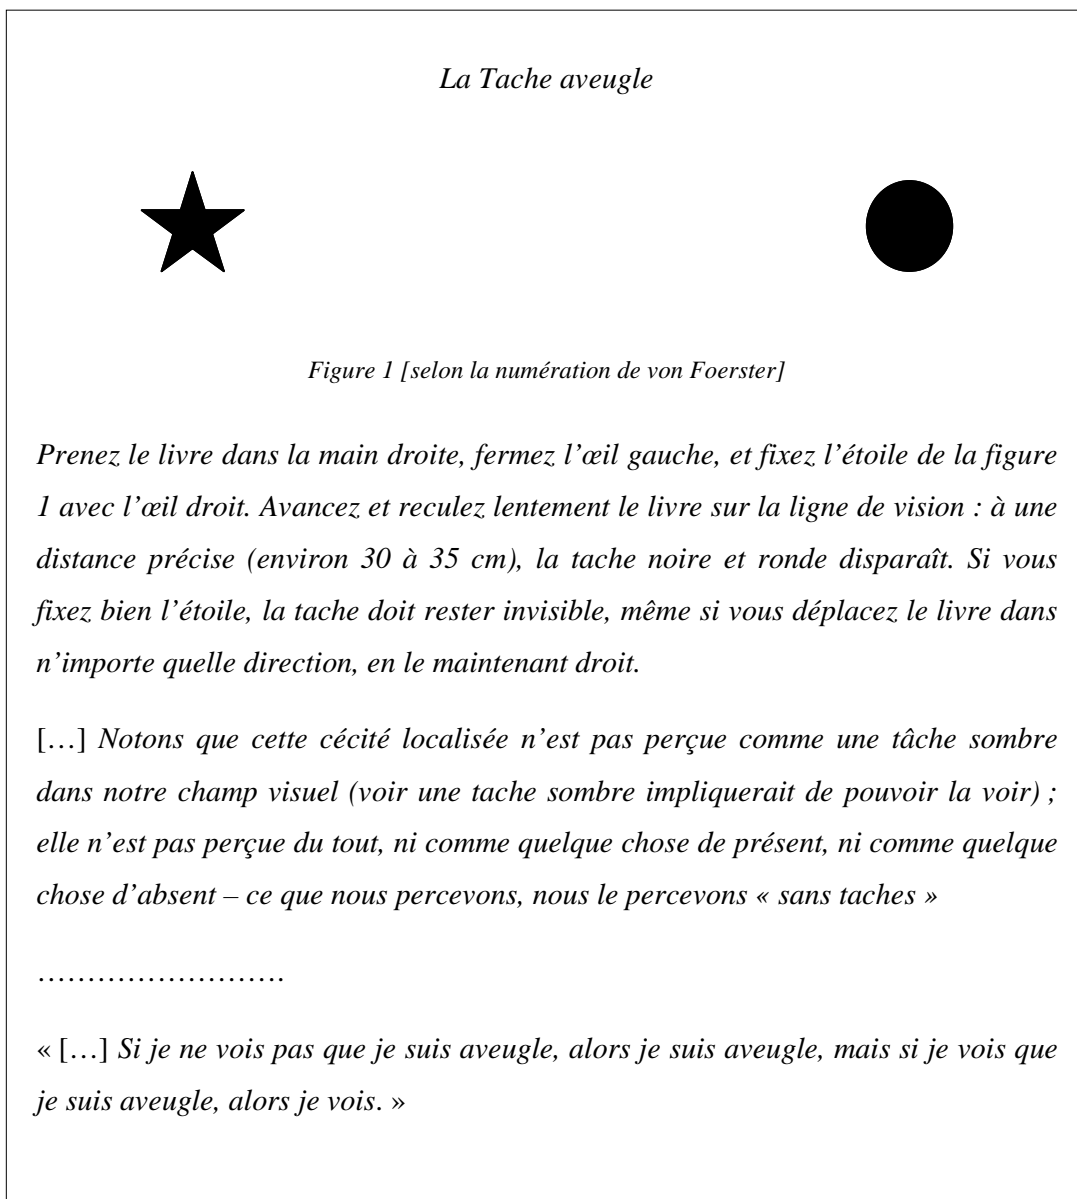 La Tache aveugle
Figure 1 [selon la numération de von Foerster]
Prenez le livre dans la main droite, fermez l’œil gauche, et fixez l’étoile de la figure
1 avec l’œil droit. Avancez et reculez lentement le livre sur la ligne de vision : à une
distance précise (environ 30 à 35 cm), la tache noire et ronde disparaît. Si vous
fixez bien l’étoile, la tache doit rester invisible, même si vous déplacez le livre dans
n’importe quelle direction, en le maintenant droit.
[…] Notons que cette cécité localisée n’est pas perçue comme une tâche sombre
dans notre champ visuel (voir une tache sombre impliquerait de pouvoir la voir) ;
elle n’est pas perçue du tout, ni comme quelque chose de présent, ni comme quelque
chose d’absent – ce que nous percevons, nous le percevons « sans taches »
……………………
« […] Si je ne vois pas que je suis aveugle, alors je suis aveugle, mais si je vois que
je suis aveugle, alors je vois. »